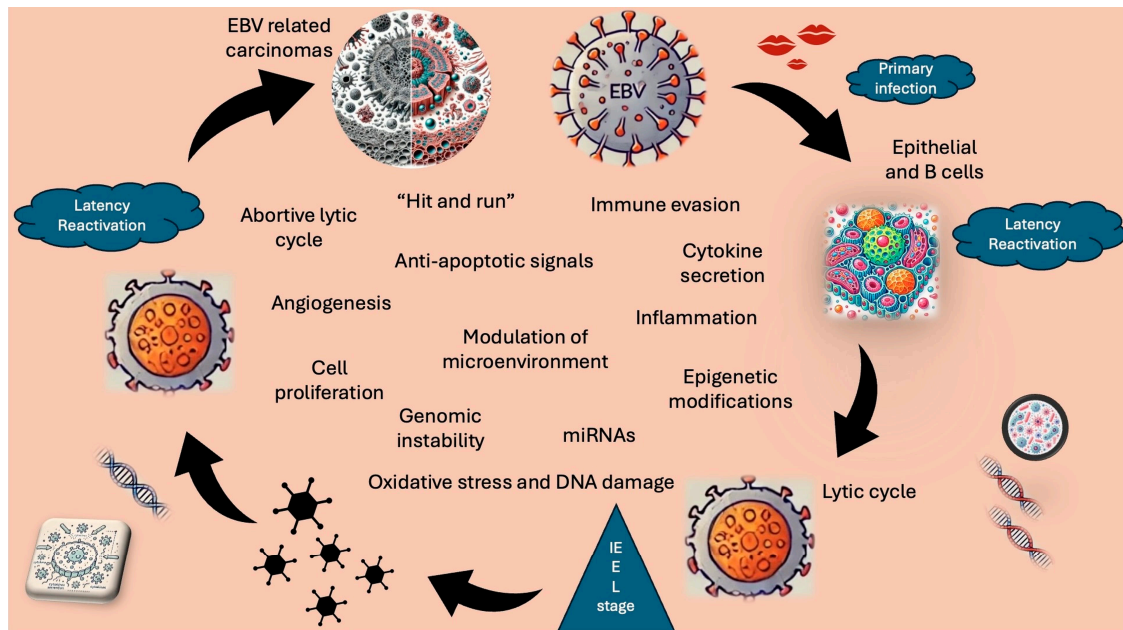 EBV related
carcinomas
EBV
Primary
infection
Epithelial
and B cells
Latency
Reactivation
Abortive lytic
cycle
“Hit and run”
Immune evasion
Latency
Reactivation
Anti-apoptotic signals
Cytokine
secretion
Angiogenesis
Inflammation
Modulation of
microenvironment
Cell
proliferation
Epigenetic
modifications
Genomic
instability
miRNAs
Oxidative stress and DNA damage
Lytic cycle
IE
E
L
stage